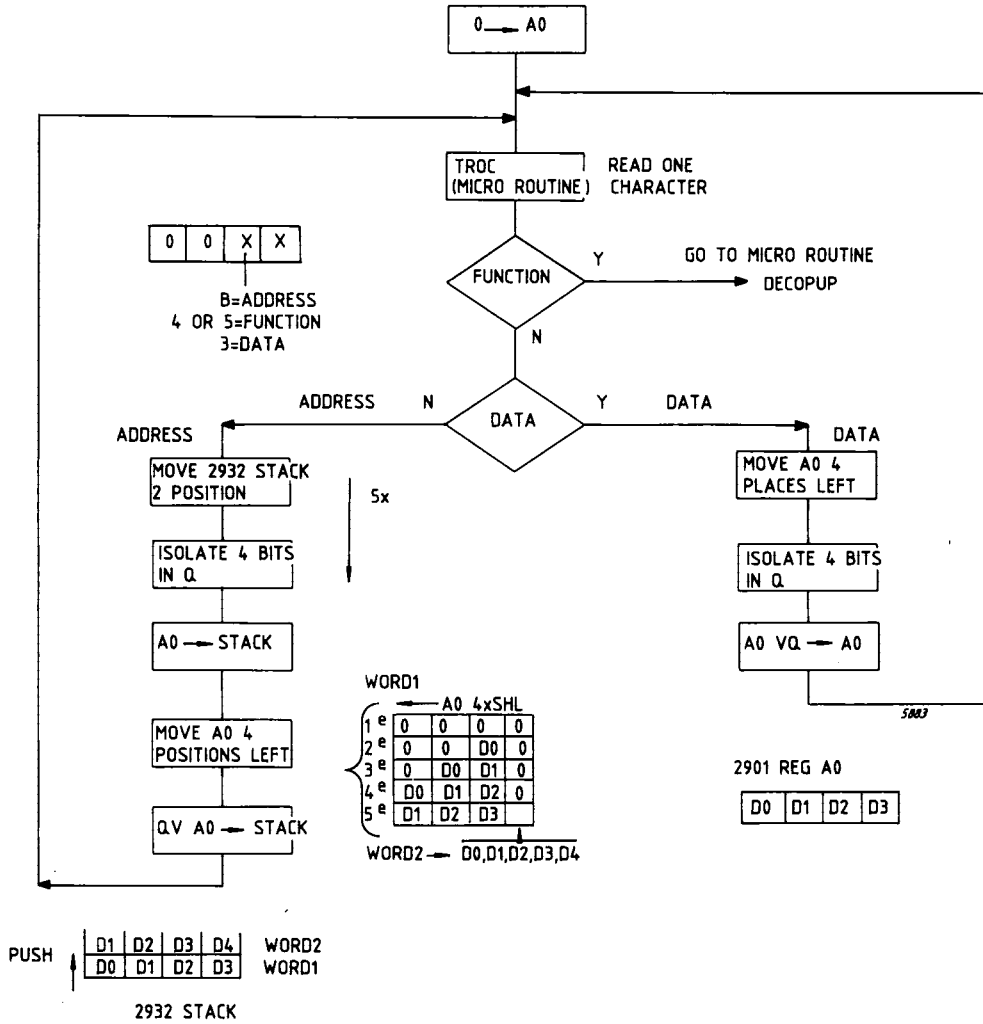 0 → A0
TROC
(MICRO ROUTINE)
READ ONE
CHARACTER
0 0 X X
B=ADDRESS
4 OR 5=FUNCTION
3=DATA
FUNCTION
Y
GO TO MICRO ROUTINE
DECOPUP
N
ADDRESS N
DATA
Y DATA
ADDRESS
MOVE 2932 STACK
2 POSITION
5x
ISOLATE 4 BITS
IN Q
A0 → STACK
MOVE A0 4
POSITIONS LEFT
QV A0 → STACK
DATA
MOVE A0 4
PLACES LEFT
ISOLATE 4 BITS
IN Q
A0 VQ → A0
5883
WORD1
← A0 4xSHL
1e 0 0 0 0
2e 0 0 D0 0
3e 0 D0 D1 0
4e D0 D1 D2 0
5e D1 D2 D3
WORD2 → D0,D1,D2,D3,D4
2901 REG A0
D0 D1 D2 D3
PUSH
D1 D2 D3 D4 WORD2
D0 D1 D2 D3 WORD1
2932 STACK